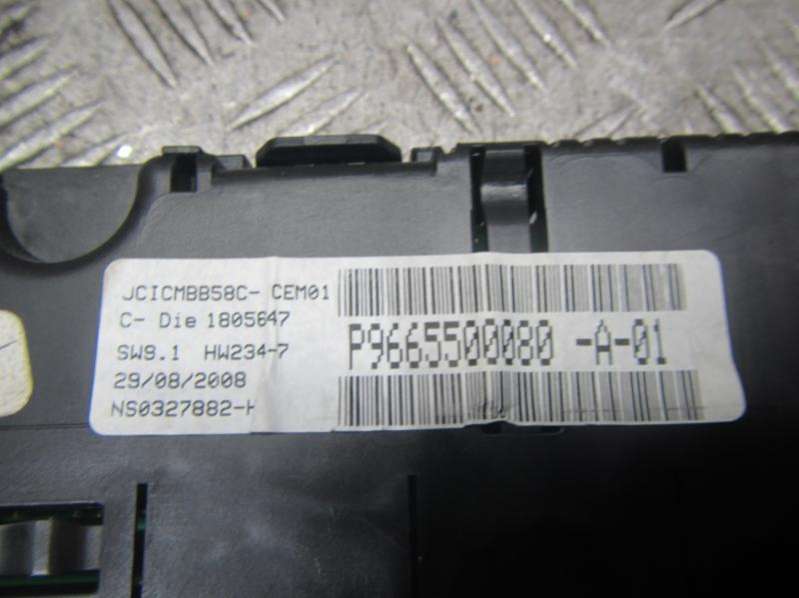 JCICMBB58C- CEM01
C- Die 1805647
SW9.1 HW234-7
29/08/2008
NS0327882-H
P9665500080 -A-01